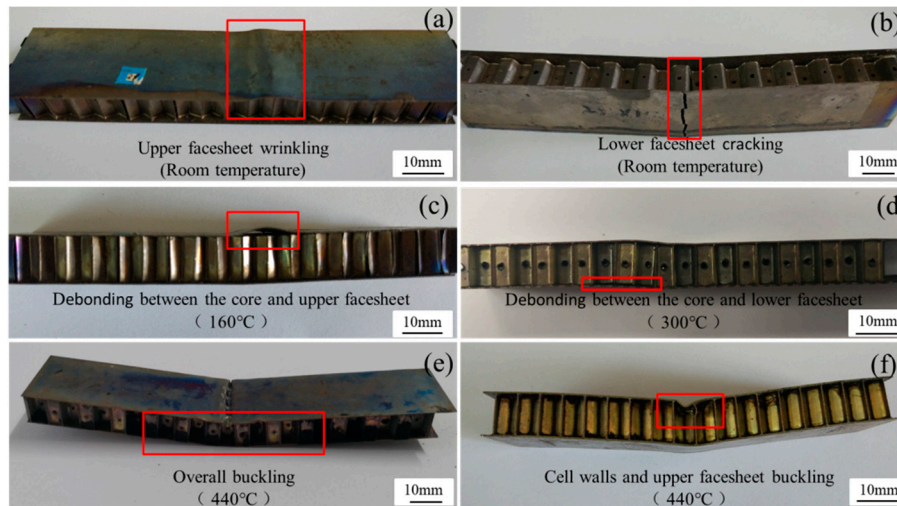 (a)
Upper facesheet wrinkling
(Room temperature)
10mm
(b)
Lower facesheet cracking
(Room temperature)
10mm
(c)
Debonding between the core and upper facesheet
( 160℃ )
10mm
(d)
Debonding between the core and lower facesheet
( 300℃ )
10mm
(e)
Overall buckling
( 440℃ )
10mm
(f)
Cell walls and upper facesheet buckling
( 440℃ )
10mm